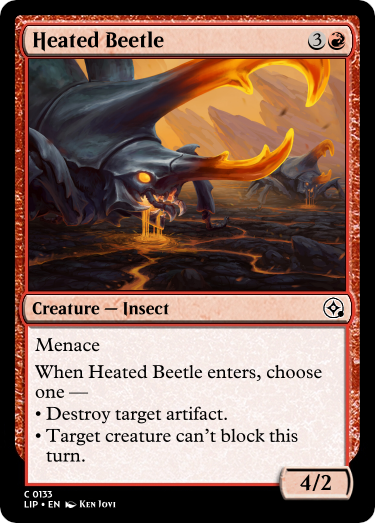 Heated Beetle 3
Creature — Insect
Menace
When Heated Beetle enters, choose
one —
• Destroy target artifact.
• Target creature can't block this
turn.
4/2
C 0133
LIP • EN Ken Jovi